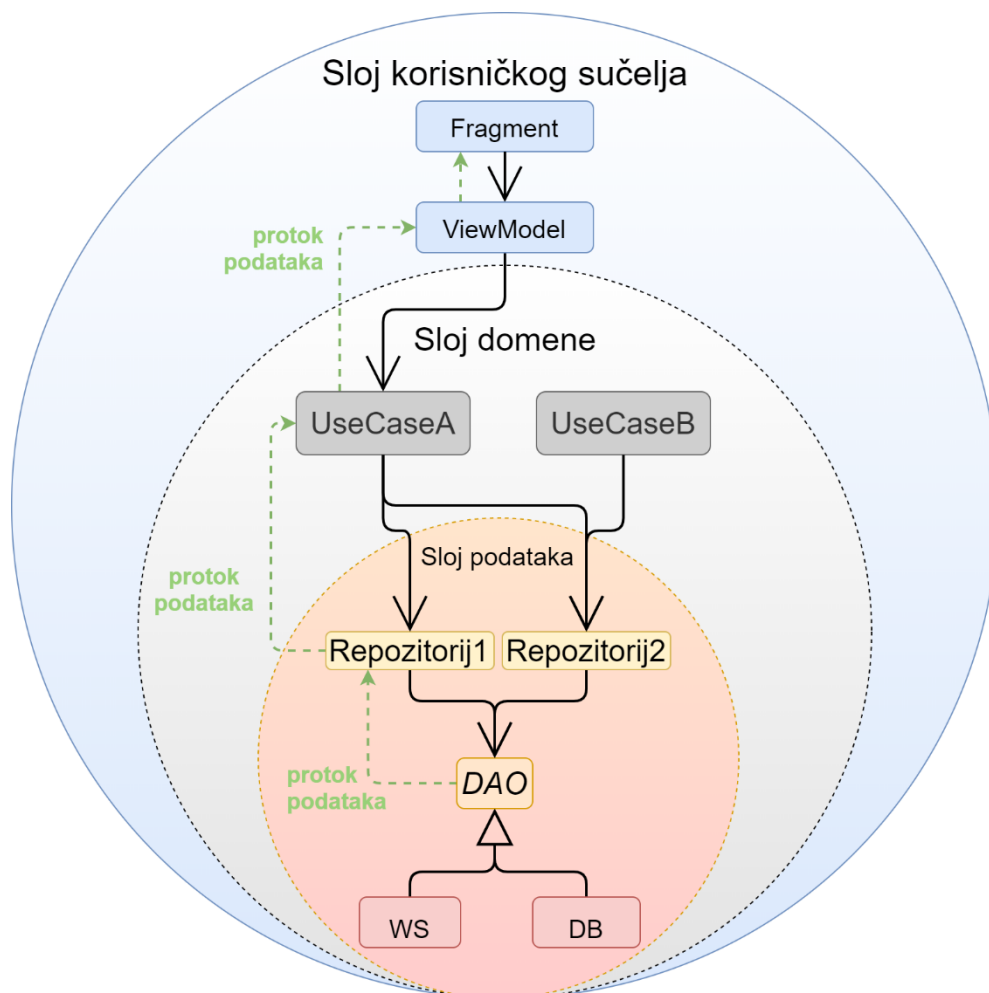 Sloj korisničkog sučelja
Fragment
ViewModel
protok
podataka
Sloj domene
UseCaseA
UseCaseB
Sloj podataka
protok
podataka
Repozitorij1
Repozitorij2
protok
podataka
DAO
WS
DB